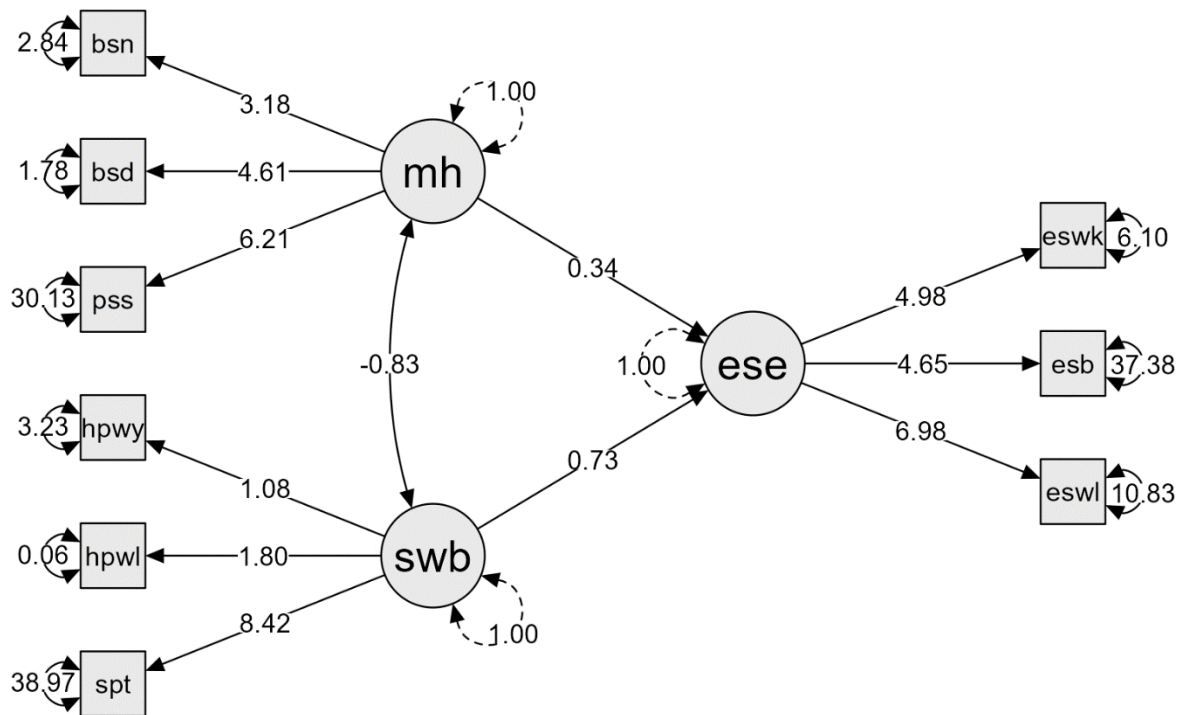 2.84 bsn
3.18
1.00
1.78 bsd
4.61
mh
6.21
30.13 pss
0.34
eswk 6.10
4.98
-0.83
1.00
ese
4.65
esb 37.38
3.23 hpwy
6.98
1.08
0.73
eswl 10.83
0.06 hpwl
1.80
swb
8.42
1.00
38.97 spt